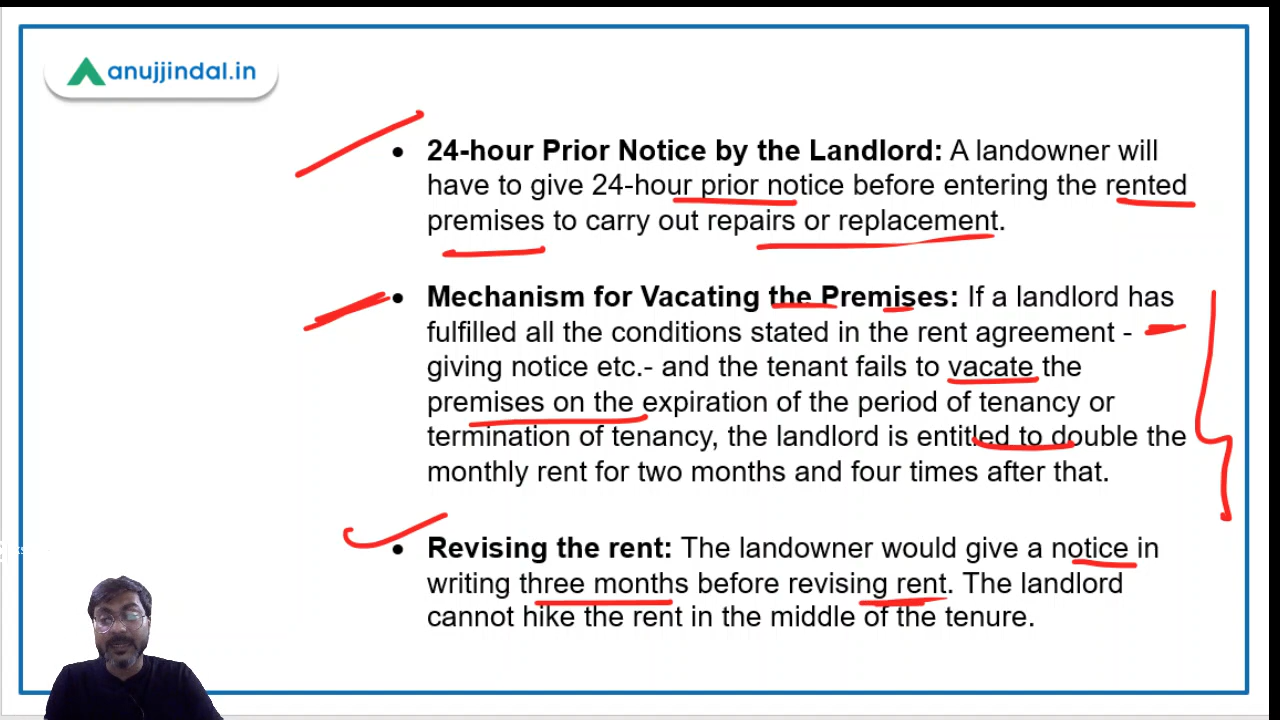 anujjindal.in
• 24-hour Prior Notice by the Landlord: A landowner will
have to give 24-hour prior notice before entering the rented
premises to carry out repairs or replacement.
• Mechanism for Vacating the Premises: If a landlord has
fulfilled all the conditions stated in the rent agreement -
giving notice etc.- and the tenant fails to vacate the
premises on the expiration of the period of tenancy or
termination of tenancy, the landlord is entitled to double the
monthly rent for two months and four times after that.
• Revising the rent: The landowner would give a notice in
writing three months before revising rent. The landlord
cannot hike the rent in the middle of the tenure.